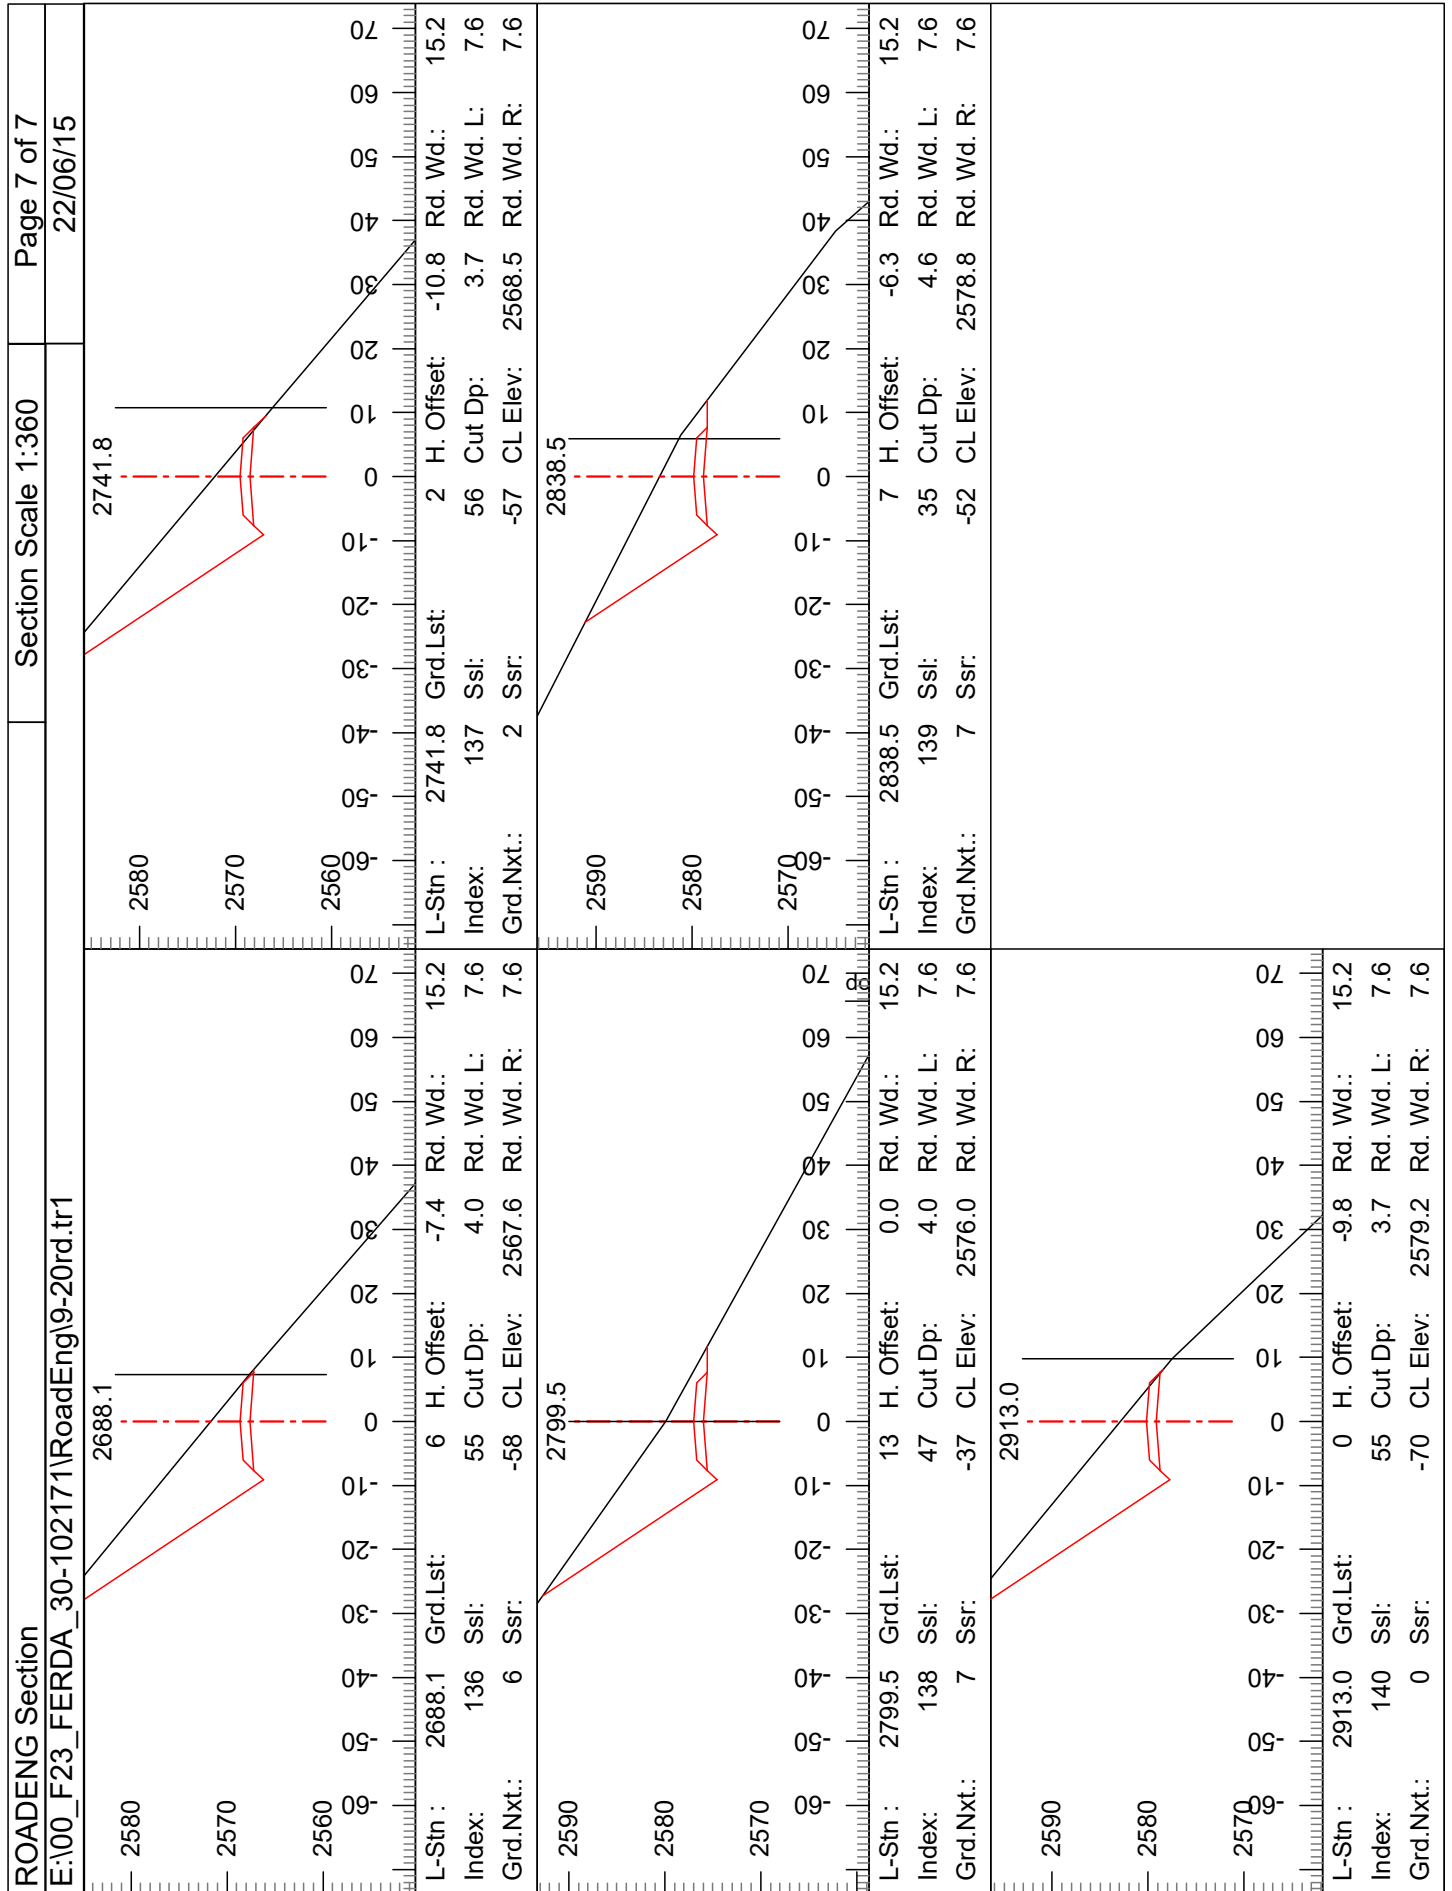 ROADENG Section Section Scale 1:360 Page 7 of 7
E:\00_F23_FERDA_30-102171\RoadEng\9-20rd.tr1 22/06/15
2688.1
2580
2570
2560
-60 -50 -40 -30 -20 -10 0 10 20 30 40 50 60 70
L-Stn : 2688.1 Grd.Lst: 6 H. Offset: -7.4 Rd. Wd.: 15.2
Index: 136 Ssl: 55 Cut Dp: 4.0 Rd. Wd. L: 7.6
Grd.Nxt.: 6 Ssr: -58 CL Elev: 2567.6 Rd. Wd. R: 7.6
2741.8
2580
2570
2560
-60 -50 -40 -30 -20 -10 0 10 20 30 40 50 60 70
L-Stn : 2741.8 Grd.Lst: 2 H. Offset: -10.8 Rd. Wd.: 15.2
Index: 137 Ssl: 56 Cut Dp: 3.7 Rd. Wd. L: 7.6
Grd.Nxt.: 2 Ssr: -57 CL Elev: 2568.5 Rd. Wd. R: 7.6
2799.5
2590
2580
2570
-60 -50 -40 -30 -20 -10 0 10 20 30 40 50 60 70
L-Stn : 2799.5 Grd.Lst: 13 H. Offset: 0.0 Rd. Wd.: 15.2
Index: 138 Ssl: 47 Cut Dp: 4.0 Rd. Wd. L: 7.6
Grd.Nxt.: 7 Ssr: -37 CL Elev: 2576.0 Rd. Wd. R: 7.6
2838.5
2590
2580
2570
-60 -50 -40 -30 -20 -10 0 10 20 30 40 50 60 70
L-Stn : 2838.5 Grd.Lst: 7 H. Offset: -6.3 Rd. Wd.: 15.2
Index: 139 Ssl: 35 Cut Dp: 4.6 Rd. Wd. L: 7.6
Grd.Nxt.: 7 Ssr: -52 CL Elev: 2578.8 Rd. Wd. R: 7.6
2913.0
2590
2580
2570
-60 -50 -40 -30 -20 -10 0 10 20 30 40 50 60 70
L-Stn : 2913.0 Grd.Lst: 0 H. Offset: -9.8 Rd. Wd.: 15.2
Index: 140 Ssl: 55 Cut Dp: 3.7 Rd. Wd. L: 7.6
Grd.Nxt.: 0 Ssr: -70 CL Elev: 2579.2 Rd. Wd. R: 7.6